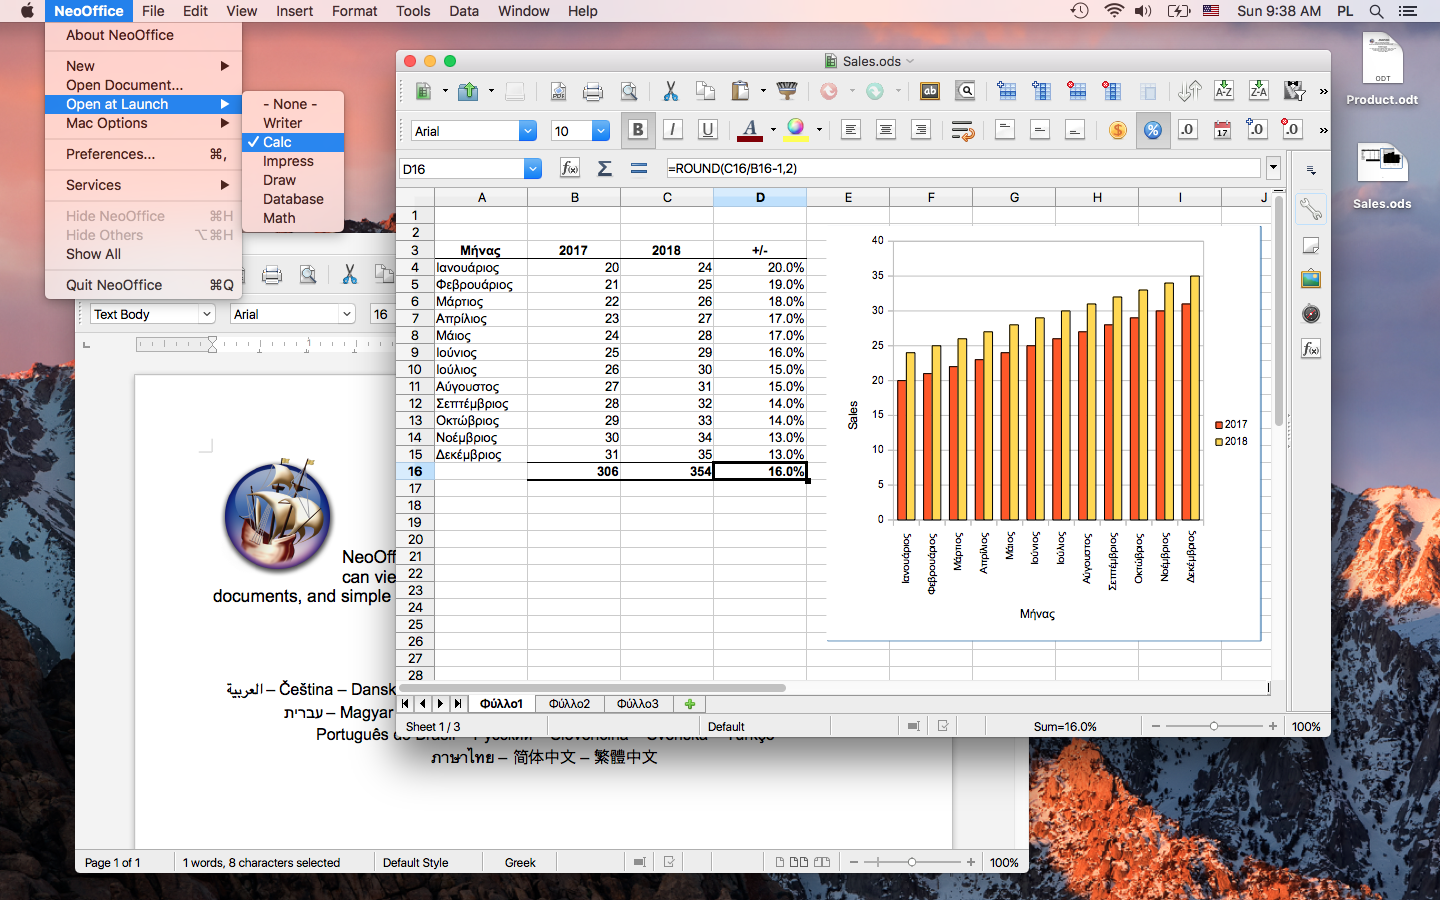 NeoOffice File Edit View Insert Format Tools Data Window Help Sun 9:38 AM PL
About NeoOffice
New
Open Document...
Open at Launch
Mac Options
Preferences... ⌘,
Services
Hide NeoOffice ⌘H
Hide Others ⌥⌘H
Show All
Quit NeoOffice ⌘Q
- None -
Writer
✓ Calc
Impress
Draw
Database
Math
Sales.ods
Arial 10
D16 =ROUND(C16/B16-1,2)
A B C D E F G H I J
1
2
3 Μήνας 2017 2018 +/-
4 Ιανουάριος 20 24 20.0%
5 Φεβρουάριος 21 25 19.0%
6 Μάρτιος 22 26 18.0%
7 Απρίλιος 23 27 17.0%
8 Μάιος 24 28 17.0%
9 Ιούνιος 25 29 16.0%
10 Ιούλιος 26 30 15.0%
11 Αύγουστος 27 31 15.0%
12 Σεπτέμβριος 28 32 14.0%
13 Οκτώβριος 29 33 14.0%
14 Νοέμβριος 30 34 13.0%
15 Δεκέμβριος 31 35 13.0%
16 306 354 16.0%
17
18
19
20
21
22
23
24
25
26
27
28
40
35
30
25
20
15
10
5
0
Sales
Ιανουάριος Φεβρουάριος Μάρτιος Απρίλιος Μάιος Ιούνιος Ιούλιος Αύγουστος Σεπτέμβριος Οκτώβριος Νοέμβριος Δεκέμβριος
Μήνας
2017
2018
Φύλλο1 Φύλλο2 Φύλλο3
Sheet 1 / 3 Default Sum=16.0% 100%
ODT
Product.odt
Sales.ods
Text Body Arial 16
NeoOff
can vie
documents, and simple
العربية – Čeština – Dansk
עברית – Magyar
Português do Brasil – Русский – Slovenčina – Svenska – Türkçe
ภาษาไทย – 简体中文 – 繁體中文
Page 1 of 1 1 words, 8 characters selected Default Style Greek 100%